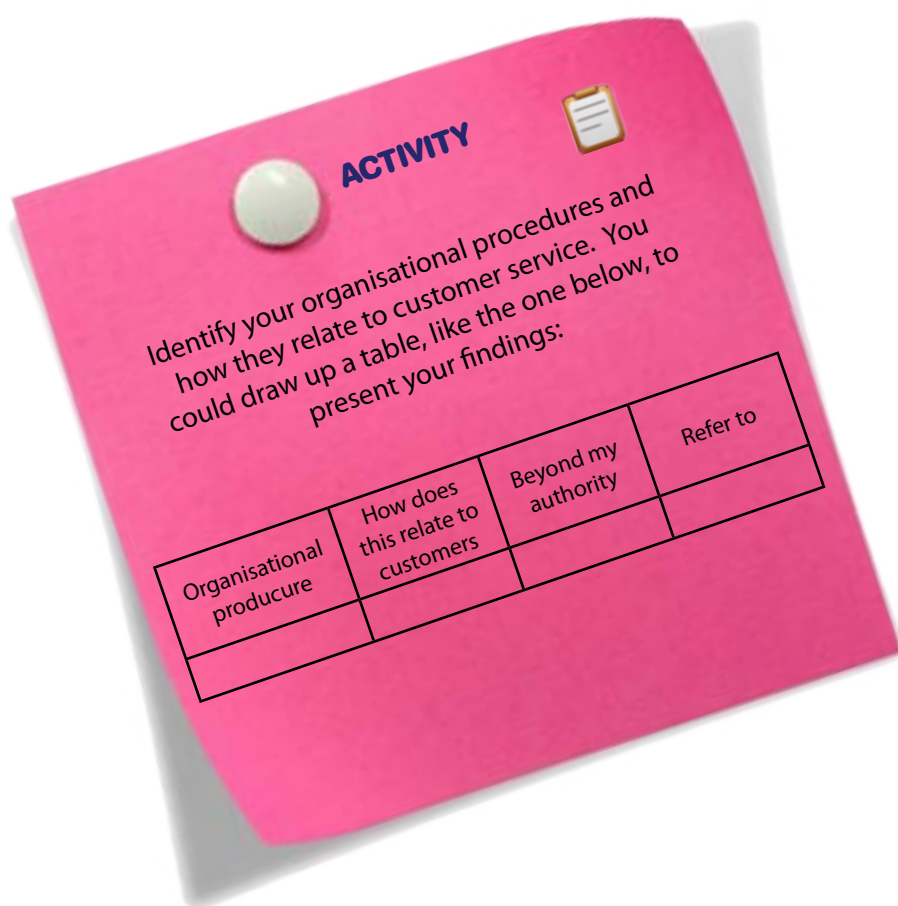 ACTIVITY
Identify your organisational procedures and
how they relate to customer service. You
could draw up a table, like the one below, to
present your findings:
Organisational
producure
How does
this relate to
customers
Beyond my
authority
Refer to